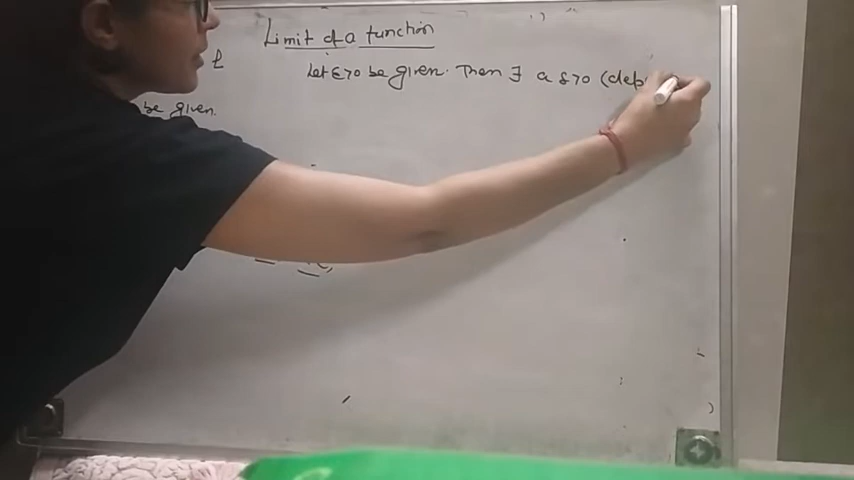 Limit of a function
l
Let ε>0 be given. Then ∃ a δ>0 (dep
be given.